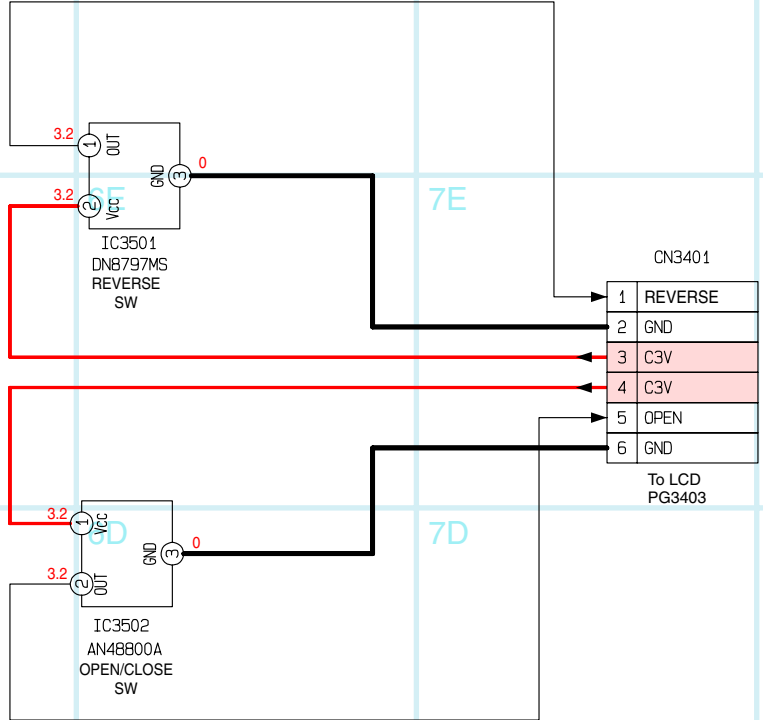 3.2
1
OUT
GND
3
0
3.2
2
VCC
6E
7E
IC3501
DN8797MS
REVERSE
SW
CN3401
1 REVERSE
2 GND
3 C3V
4 C3V
5 OPEN
6 GND
To LCD
PG3403
3.2
1
VCC
6D
7D
GND
3
0
3.2
2
OUT
IC3502
AN48800A
OPEN/CLOSE
SW